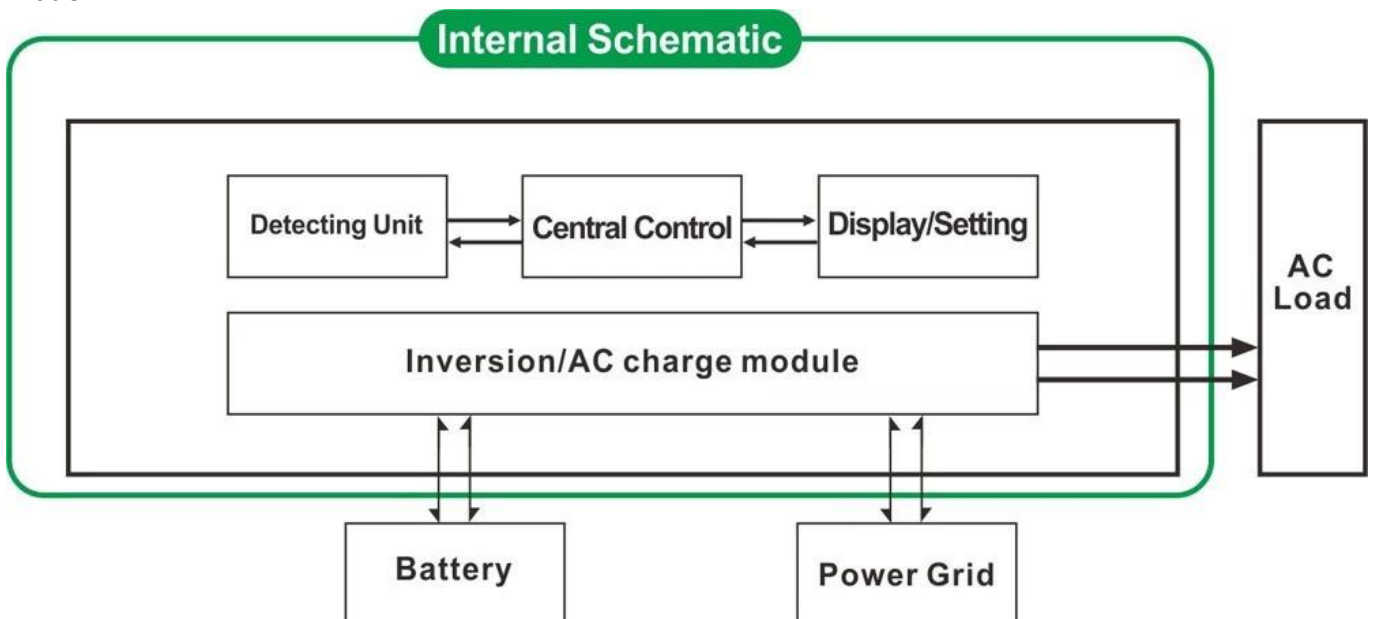 Internal Schematic
Detecting Unit
Central Control
Display/Setting
AC
Load
Inversion/AC charge module
Battery
Power Grid